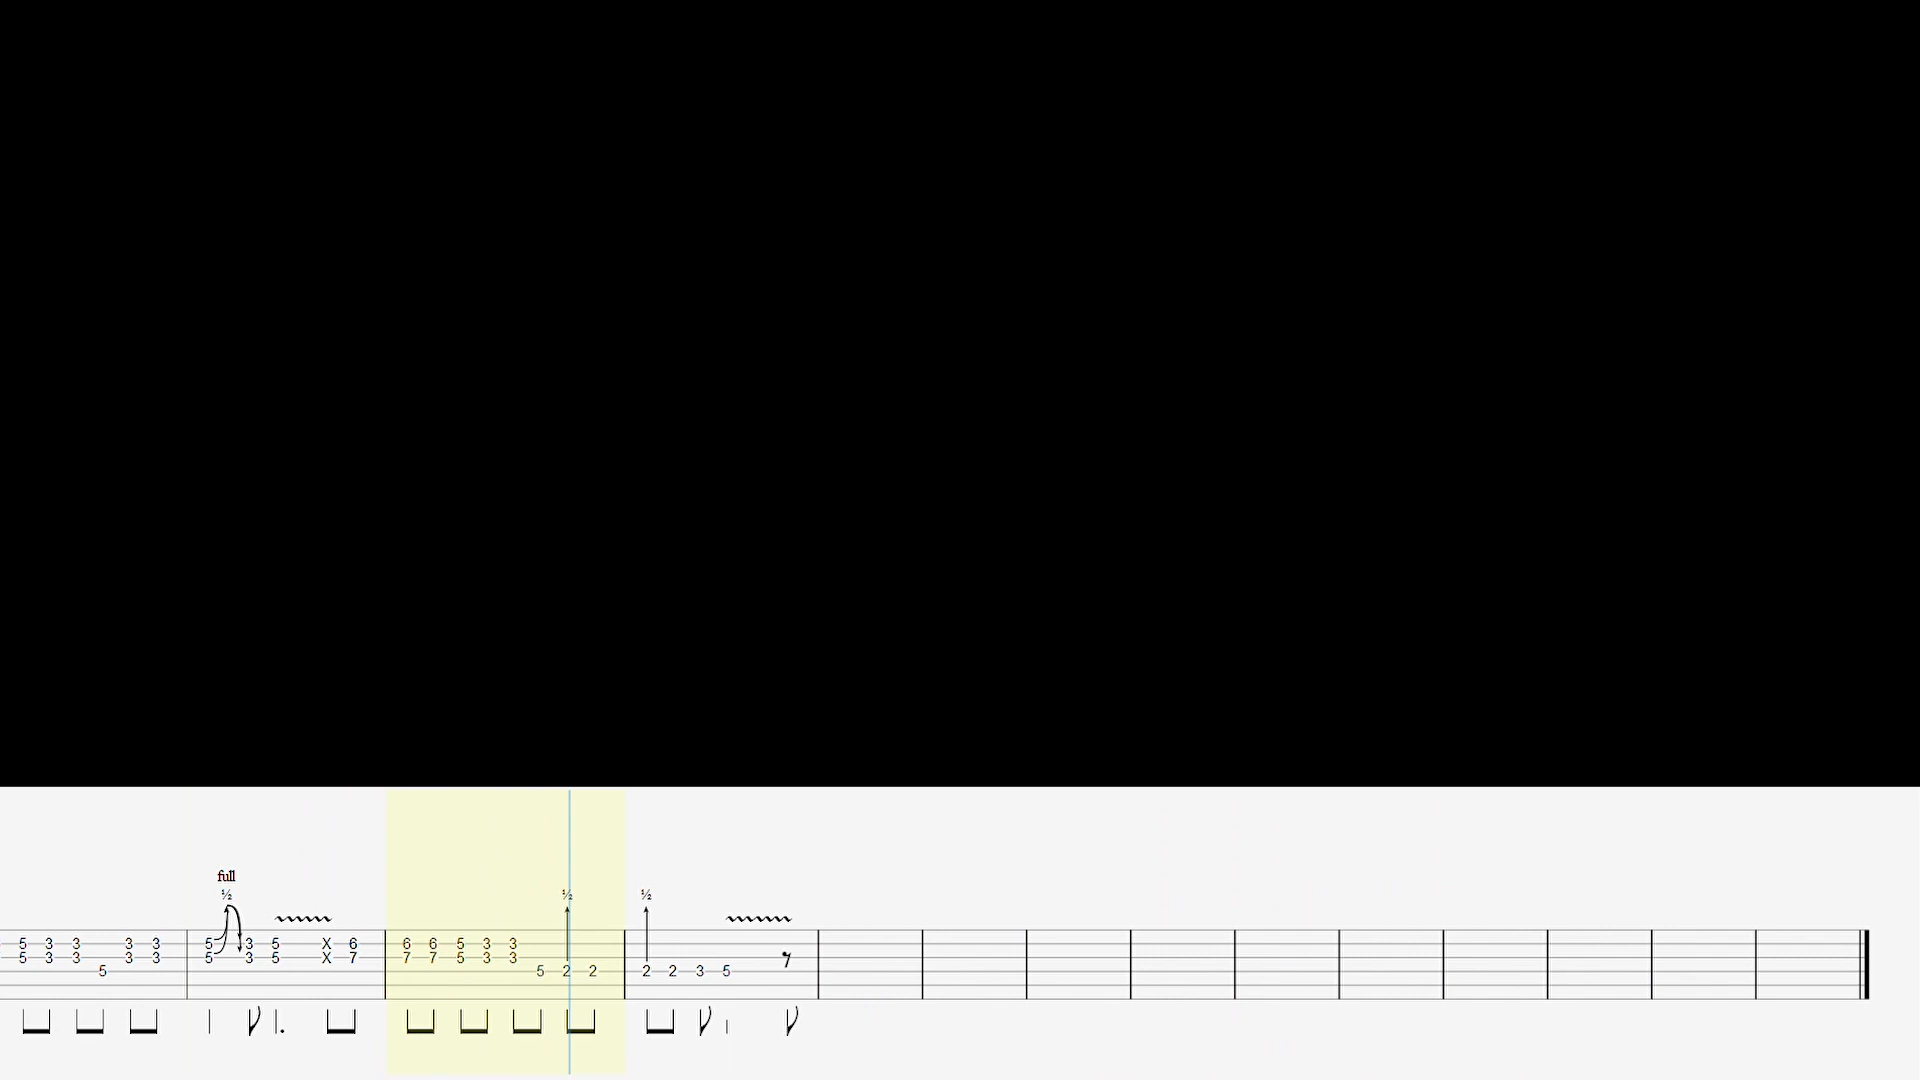 full
½ ½ ½
5 3 3 3 3 5 3 5 X 6 6 6 5 3 3
5 3 3 3 3 5 3 5 X 7 7 7 5 3 3
5 5 2 2 2 2 3 5